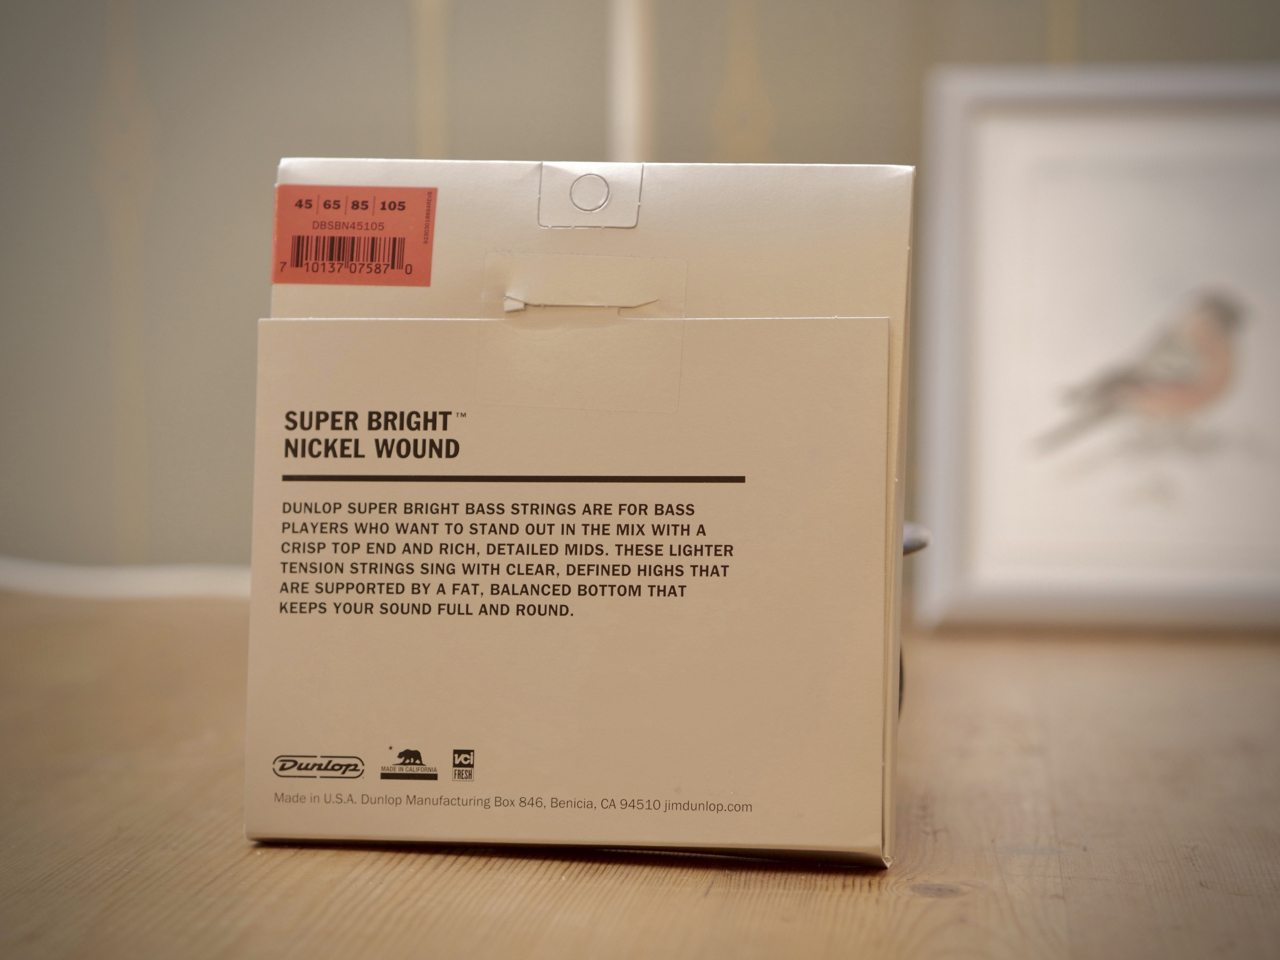 45 65 85 105
DBSBN45105
7 10137 07587 0
SUPER BRIGHT™
NICKEL WOUND
DUNLOP SUPER BRIGHT BASS STRINGS ARE FOR BASS
PLAYERS WHO WANT TO STAND OUT IN THE MIX WITH A
CRISP TOP END AND RICH, DETAILED MIDS. THESE LIGHTER
TENSION STRINGS SING WITH CLEAR, DEFINED HIGHS THAT
ARE SUPPORTED BY A FAT, BALANCED BOTTOM THAT
KEEPS YOUR SOUND FULL AND ROUND.
Dunlop
MADE IN CALIFORNIA
VCI
FRESH
Made in U.S.A. Dunlop Manufacturing Box 846, Benicia, CA 94510 jimdunlop.com